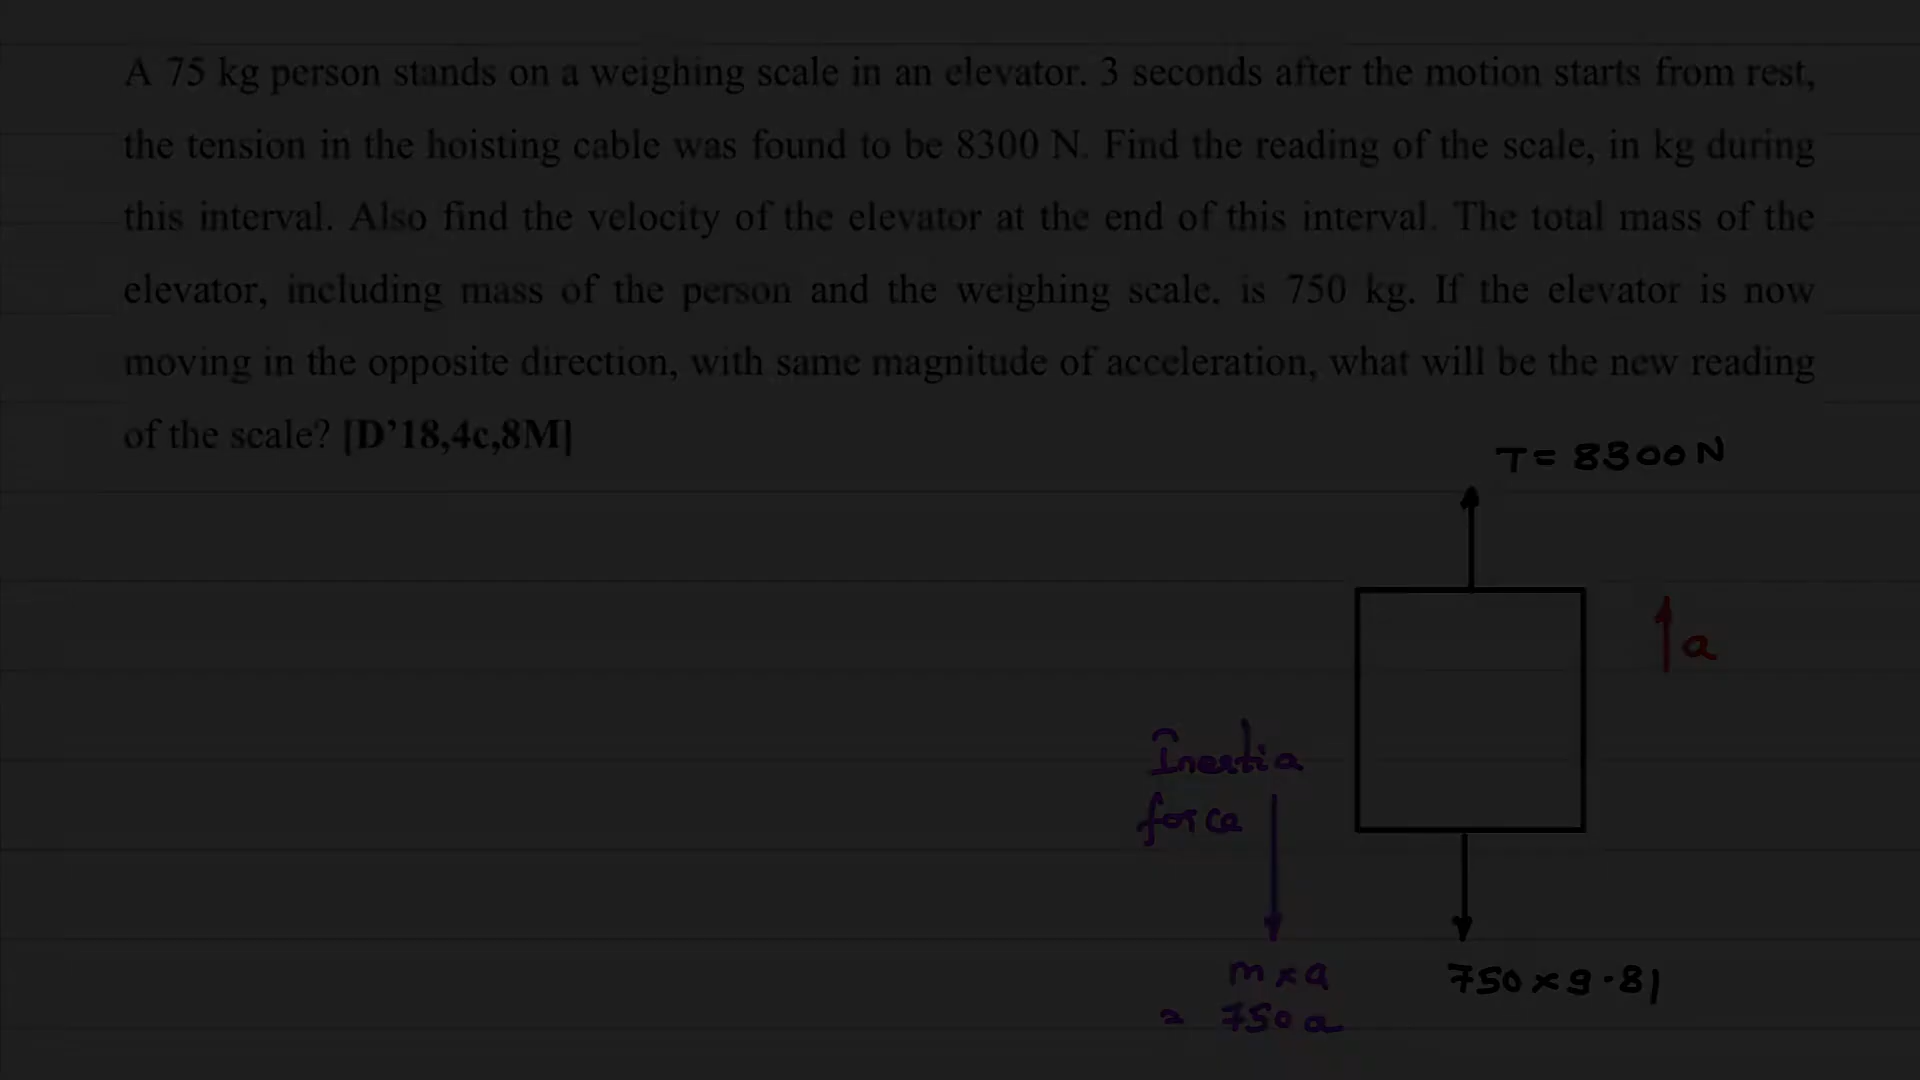 A 75 kg person stands on a weighing scale in an elevator. 3 seconds after the motion starts from rest,
the tension in the hoisting cable was found to be 8300 N. Find the reading of the scale, in kg during
this interval. Also find the velocity of the elevator at the end of this interval. The total mass of the
elevator, including mass of the person and the weighing scale, is 750 kg. If the elevator is now
moving in the opposite direction, with same magnitude of acceleration, what will be the new reading
of the scale? [D’18,4c,8M]
T = 8300 N
a
Inertia
force
m x a
= 750 a
750 x 9.81